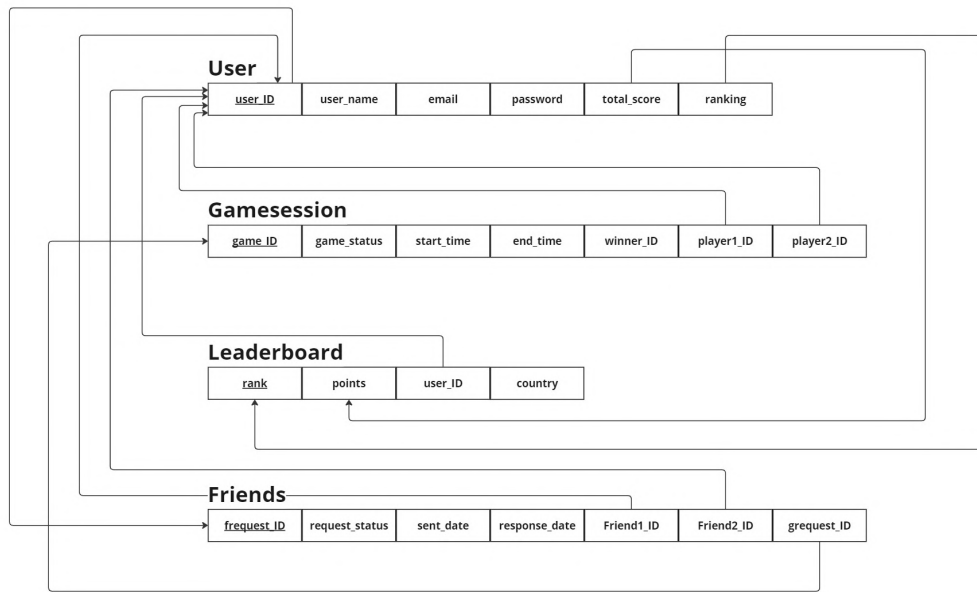 User
user_ID user_name email password total_score ranking
Gamesession
game_ID game_status start_time end_time winner_ID player1_ID player2_ID
Leaderboard
rank points user_ID country
Friends
frequest_ID request_status sent_date response_date Friend1_ID Friend2_ID grequest_ID